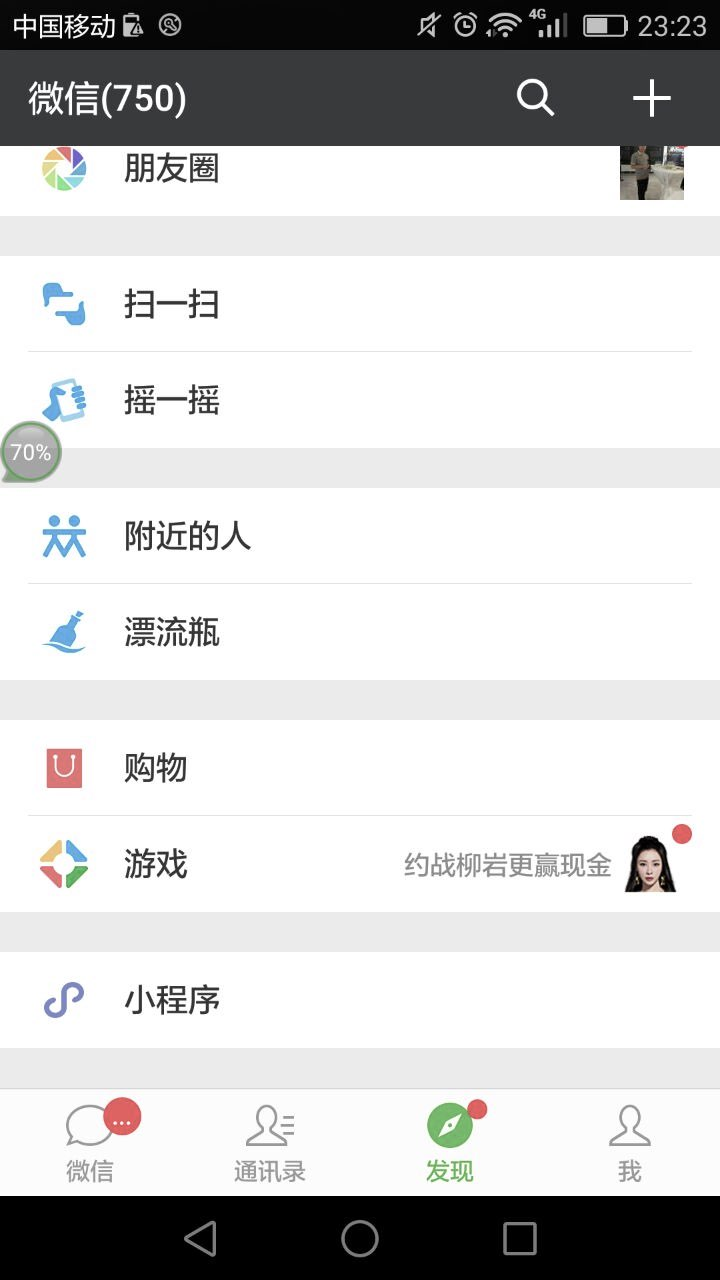 中国移动 4G 23:23
微信(750)
朋友圈
扫一扫
摇一摇
70%
附近的人
漂流瓶
购物
游戏 约战柳岩更赢现金
小程序
微信 通讯录 发现 我